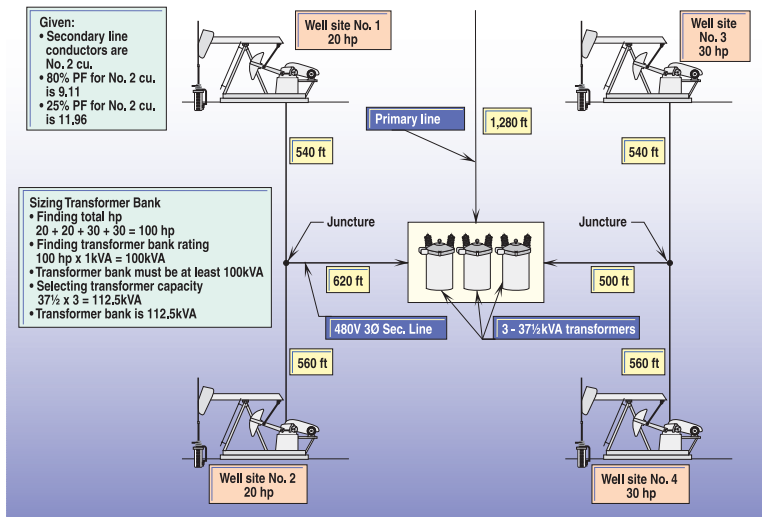 Given:
• Secondary line
conductors are
No. 2 cu.
• 80% PF for No. 2 cu.
is 9.11
• 25% PF for No. 2 cu.
is 11.96
Well site No. 1
20 hp
Well site
No. 3
30 hp
Primary line
1,280 ft
540 ft
540 ft
Sizing Transformer Bank
• Finding total hp
20 + 20 + 30 + 30 = 100 hp
• Finding transformer bank rating
100 hp x 1kVA = 100kVA
• Transformer bank must be at least 100kVA
• Selecting transformer capacity
37½ x 3 = 112.5kVA
• Transformer bank is 112.5kVA
Juncture
Juncture
620 ft
500 ft
480V 3Ø Sec. Line
3 - 37½kVA transformers
560 ft
560 ft
Well site No. 2
20 hp
Well site No. 4
30 hp